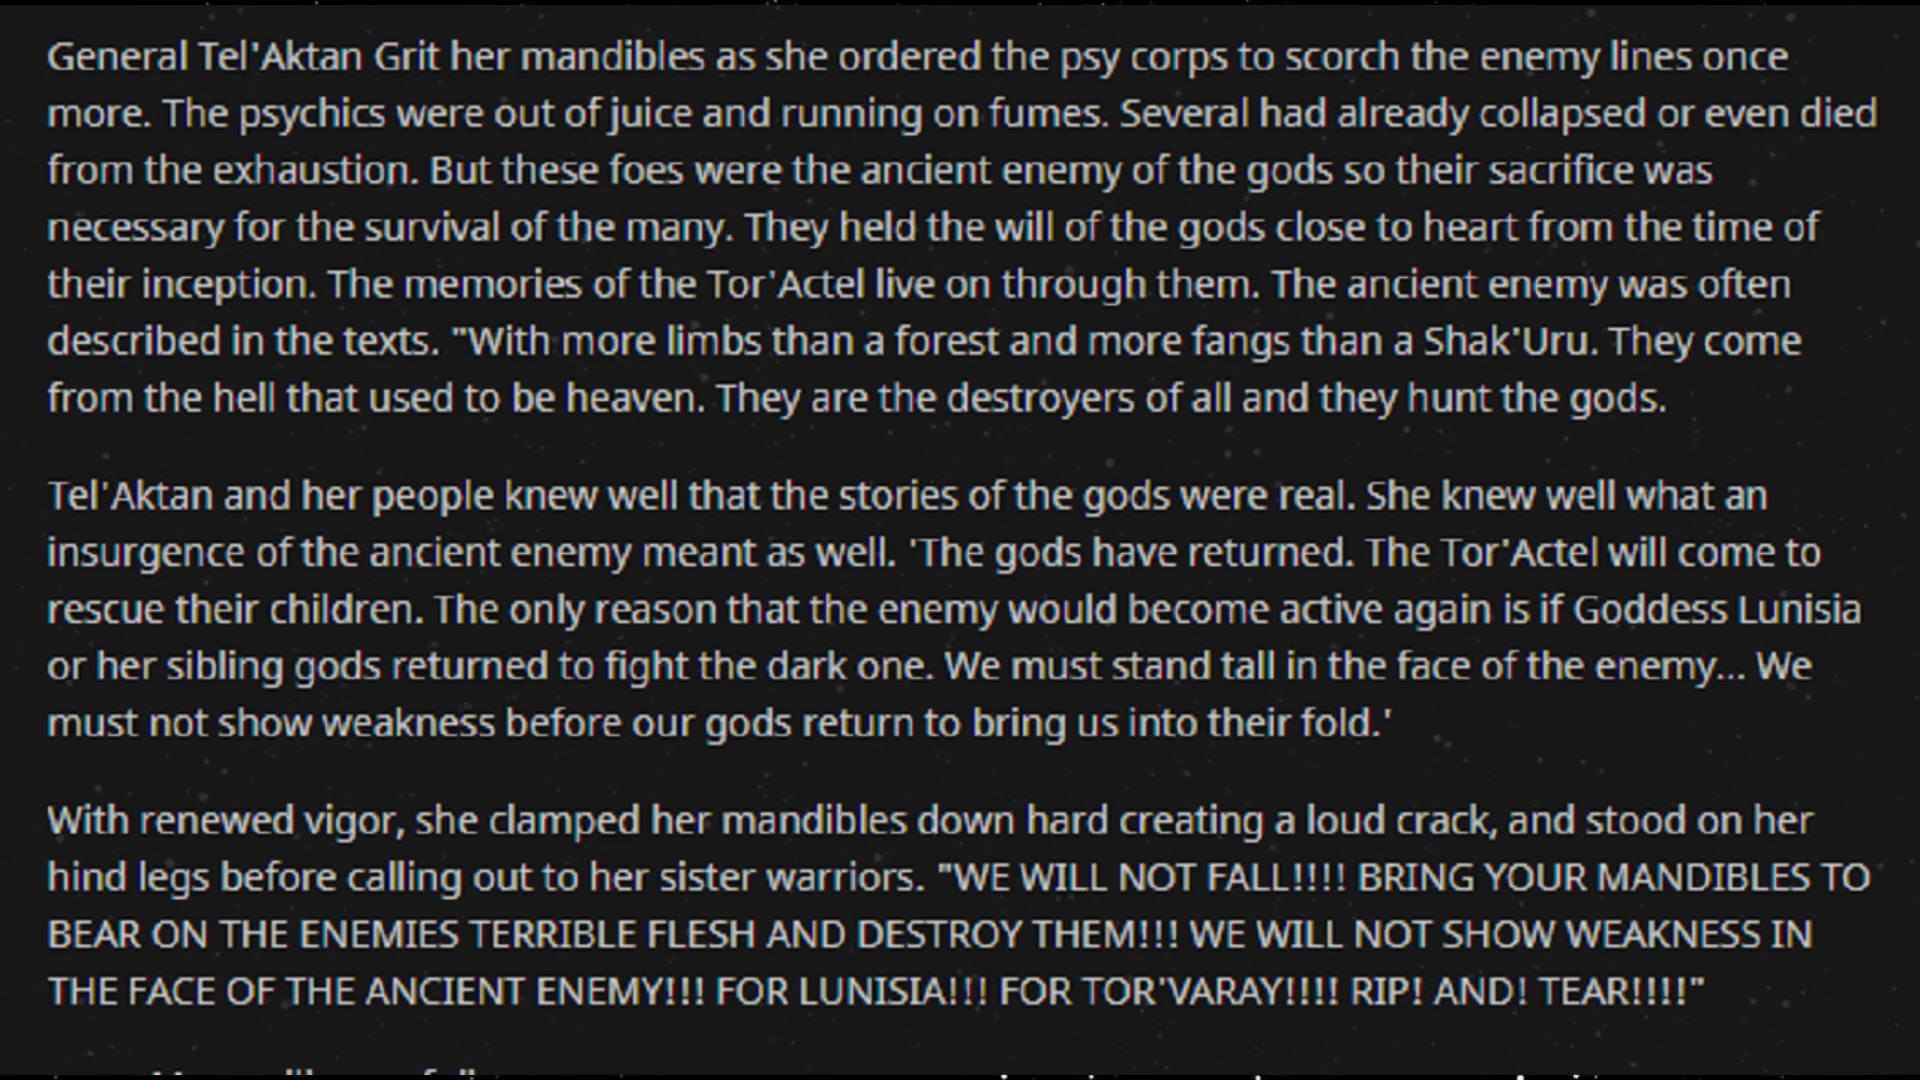 General Tel'Aktan Grit her mandibles as she ordered the psy corps to scorch the enemy lines once
more. The psychics were out of juice and running on fumes. Several had already collapsed or even died
from the exhaustion. But these foes were the ancient enemy of the gods so their sacrifice was
necessary for the survival of the many. They held the will of the gods close to heart from the time of
their inception. The memories of the Tor'Actel live on through them. The ancient enemy was often
described in the texts. "With more limbs than a forest and more fangs than a Shak'Uru. They come
from the hell that used to be heaven. They are the destroyers of all and they hunt the gods.
Tel'Aktan and her people knew well that the stories of the gods were real. She knew well what an
insurgence of the ancient enemy meant as well. 'The gods have returned. The Tor'Actel will come to
rescue their children. The only reason that the enemy would become active again is if Goddess Lunisia
or her sibling gods returned to fight the dark one. We must stand tall in the face of the enemy... We
must not show weakness before our gods return to bring us into their fold.'
With renewed vigor, she clamped her mandibles down hard creating a loud crack, and stood on her
hind legs before calling out to her sister warriors. "WE WILL NOT FALL!!!! BRING YOUR MANDIBLES TO
BEAR ON THE ENEMIES TERRIBLE FLESH AND DESTROY THEM!!! WE WILL NOT SHOW WEAKNESS IN
THE FACE OF THE ANCIENT ENEMY!!! FOR LUNISIA!!! FOR TOR'VARAY!!!! RIP! AND! TEAR!!!!"